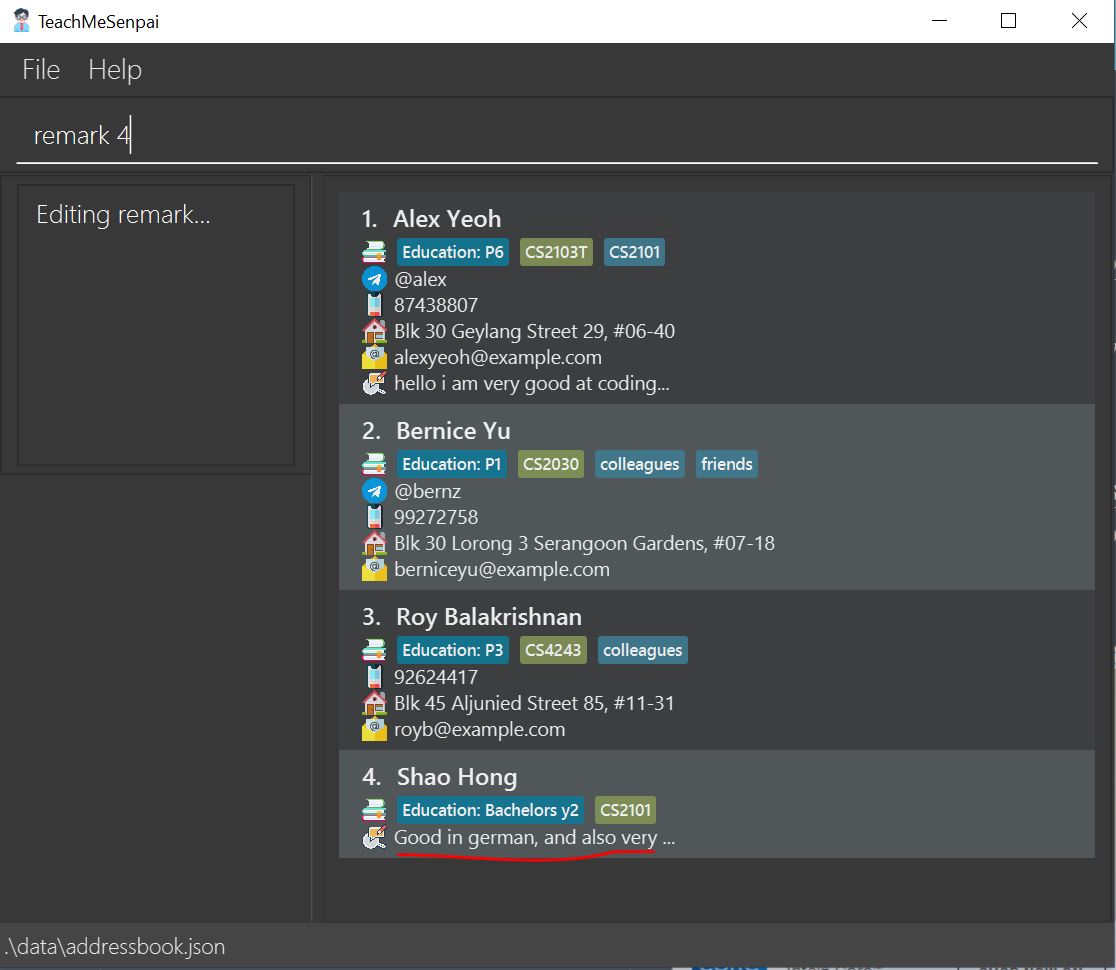 TeachMeSenpai
File Help
remark 4
Editing remark...
1. Alex Yeoh
Education: P6 CS2103T CS2101
@alex
87438807
Blk 30 Geylang Street 29, #06-40
alexyeoh@example.com
hello i am very good at coding...
2. Bernice Yu
Education: P1 CS2030 colleagues friends
@bernz
99272758
Blk 30 Lorong 3 Serangoon Gardens, #07-18
berniceyu@example.com
3. Roy Balakrishnan
Education: P3 CS4243 colleagues
92624417
Blk 45 Aljunied Street 85, #11-31
royb@example.com
4. Shao Hong
Education: Bachelors y2 CS2101
Good in german, and also very ...
.\data\addressbook.json